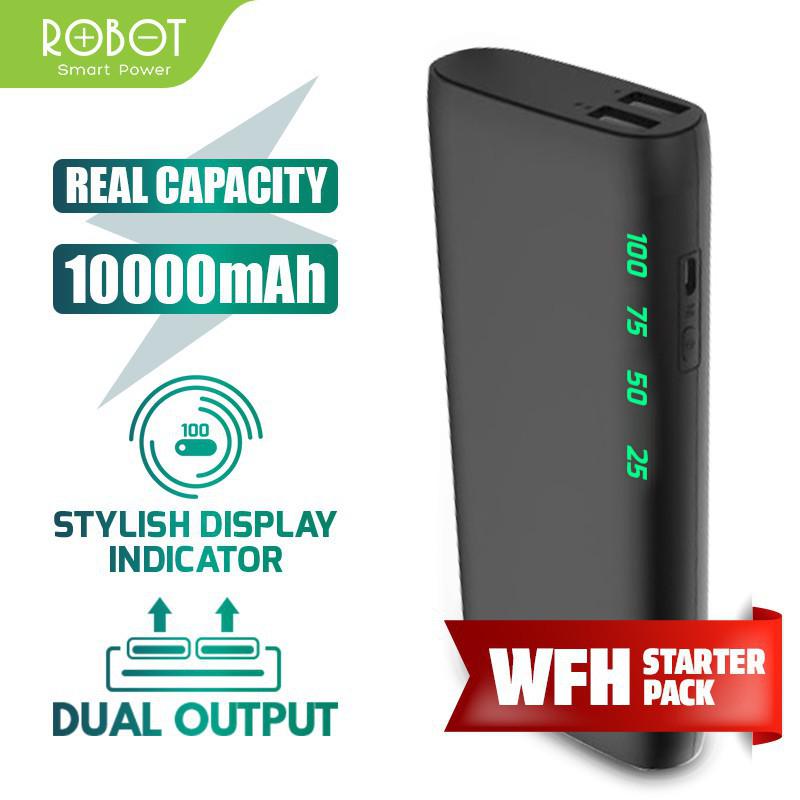 ROBOT
Smart Power
REAL CAPACITY
10000mAh
100
STYLISH DISPLAY
INDICATOR
DUAL OUTPUT
100
75
50
25
WFH STARTER
PACK